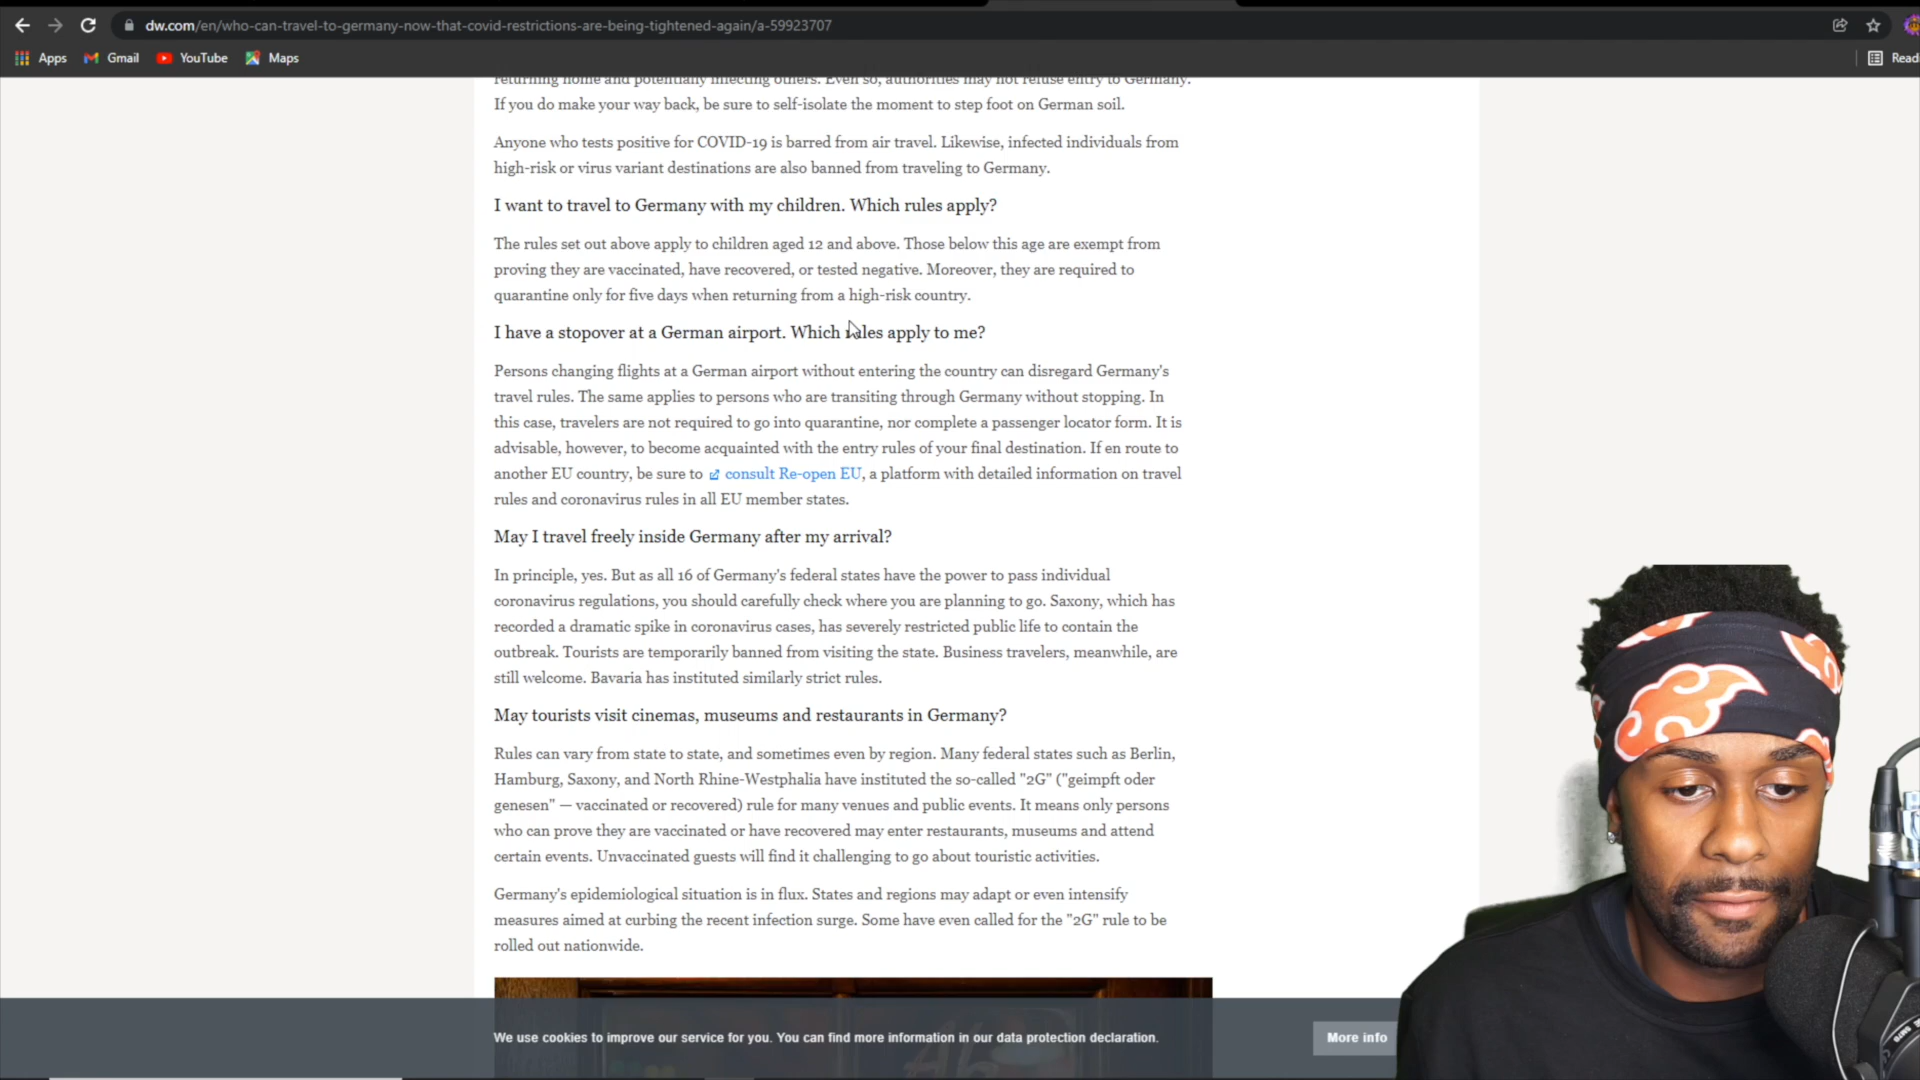 dw.com/en/who-can-travel-to-germany-now-that-covid-restrictions-are-being-tightened-again/a-59923707
Apps Gmail YouTube Maps
returning home and potentially infecting others. Even so, authorities may not refuse entry to Germany.
If you do make your way back, be sure to self-isolate the moment to step foot on German soil.
Anyone who tests positive for COVID-19 is barred from air travel. Likewise, infected individuals from
high-risk or virus variant destinations are also banned from traveling to Germany.
I want to travel to Germany with my children. Which rules apply?
The rules set out above apply to children aged 12 and above. Those below this age are exempt from
proving they are vaccinated, have recovered, or tested negative. Moreover, they are required to
quarantine only for five days when returning from a high-risk country.
I have a stopover at a German airport. Which rules apply to me?
Persons changing flights at a German airport without entering the country can disregard Germany's
travel rules. The same applies to persons who are transiting through Germany without stopping. In
this case, travelers are not required to go into quarantine, nor complete a passenger locator form. It is
advisable, however, to become acquainted with the entry rules of your final destination. If en route to
another EU country, be sure to consult Re-open EU, a platform with detailed information on travel
rules and coronavirus rules in all EU member states.
May I travel freely inside Germany after my arrival?
In principle, yes. But as all 16 of Germany's federal states have the power to pass individual
coronavirus regulations, you should carefully check where you are planning to go. Saxony, which has
recorded a dramatic spike in coronavirus cases, has severely restricted public life to contain the
outbreak. Tourists are temporarily banned from visiting the state. Business travelers, meanwhile, are
still welcome. Bavaria has instituted similarly strict rules.
May tourists visit cinemas, museums and restaurants in Germany?
Rules can vary from state to state, and sometimes even by region. Many federal states such as Berlin,
Hamburg, Saxony, and North Rhine-Westphalia have instituted the so-called "2G" ("geimpft oder
genesen" — vaccinated or recovered) rule for many venues and public events. It means only persons
who can prove they are vaccinated or have recovered may enter restaurants, museums and attend
certain events. Unvaccinated guests will find it challenging to go about touristic activities.
Germany's epidemiological situation is in flux. States and regions may adapt or even intensify
measures aimed at curbing the recent infection surge. Some have even called for the "2G" rule to be
rolled out nationwide.
We use cookies to improve our service for you. You can find more information in our data protection declaration.
More info